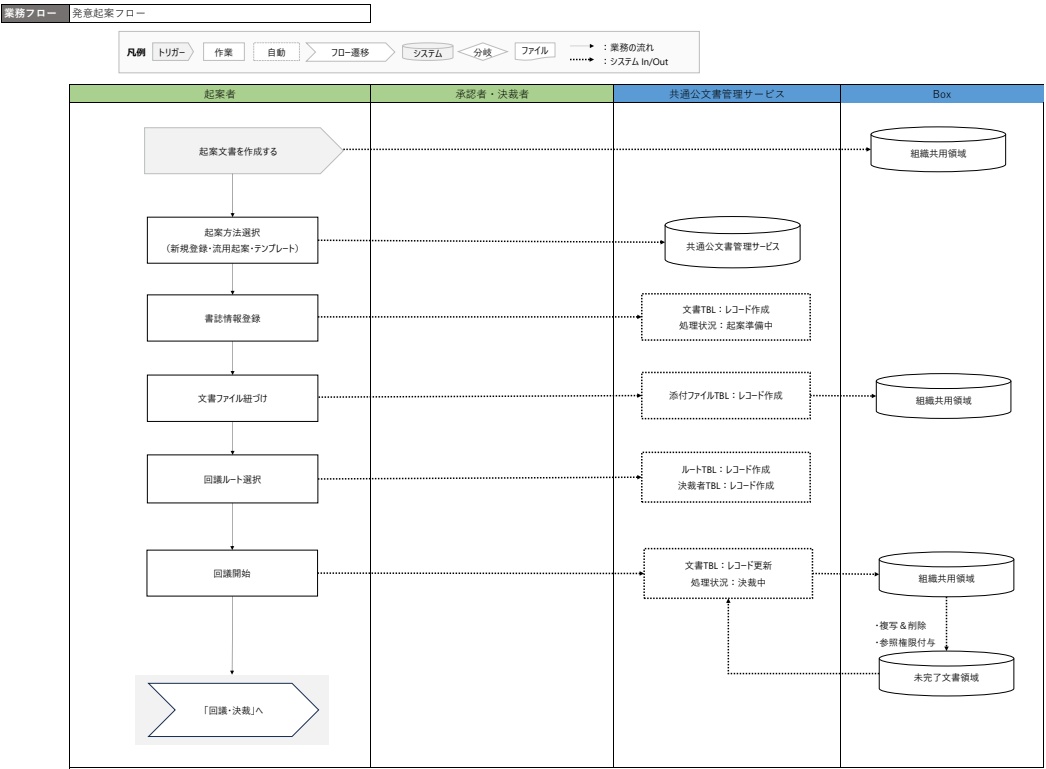 業務フロー 発意起案フロー
凡例 トリガー 作業 自動 フロー遷移 システム 分岐 ファイル
：業務の流れ
：システム In/Out
起案者 承認者・決裁者 共通公文書管理サービス Box
起案文書を作成する
組織共用領域
起案方法選択
（新規登録・流用起案・テンプレート）
共通公文書管理サービス
書誌情報登録
文書TBL：レコード作成
処理状況：起案準備中
文書ファイル紐づけ
添付ファイルTBL：レコード作成
組織共用領域
回議ルート選択
ルートTBL：レコード作成
決裁者TBL：レコード作成
回議開始
文書TBL：レコード更新
処理状況：決裁中
組織共用領域
・複写＆削除
・参照権限付与
未完了文書領域
「回議・決裁」へ